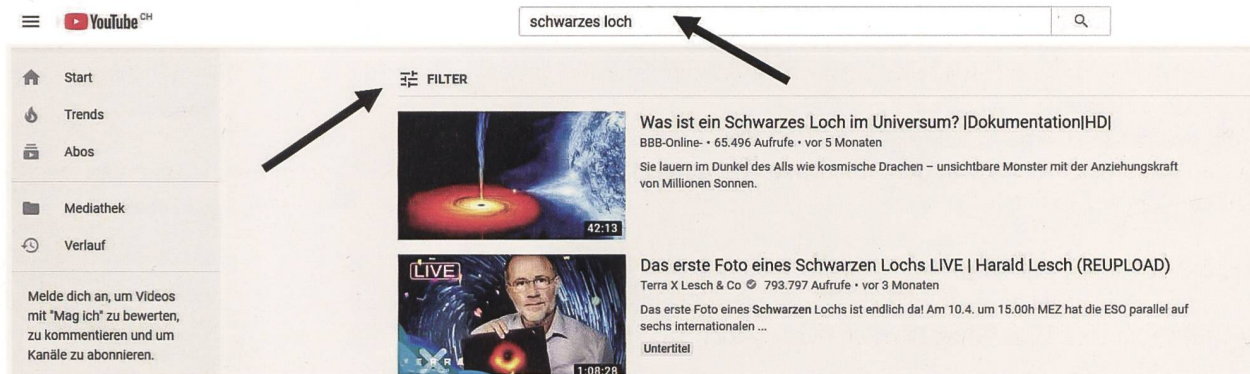 YouTube CH
schwarzes loch
Start
Trends
Abos
Mediathek
Verlauf
Melde dich an, um Videos
mit "Mag ich" zu bewerten,
zu kommentieren und um
Kanäle zu abonnieren.
FILTER
42:13
Was ist ein Schwarzes Loch im Universum? |Dokumentation|HD|
BBB-Online- • 65.496 Aufrufe • vor 5 Monaten
Sie lauern im Dunkel des Alls wie kosmische Drachen – unsichtbare Monster mit der Anziehungskraft
von Millionen Sonnen.
LIVE
TERRA X
1:08:28
Das erste Foto eines Schwarzen Lochs LIVE | Harald Lesch (REUPLOAD)
Terra X Lesch & Co 793.797 Aufrufe • vor 3 Monaten
Das erste Foto eines Schwarzen Lochs ist endlich da! Am 10.4. um 15.00h MEZ hat die ESO parallel auf
sechs internationalen ...
Untertitel